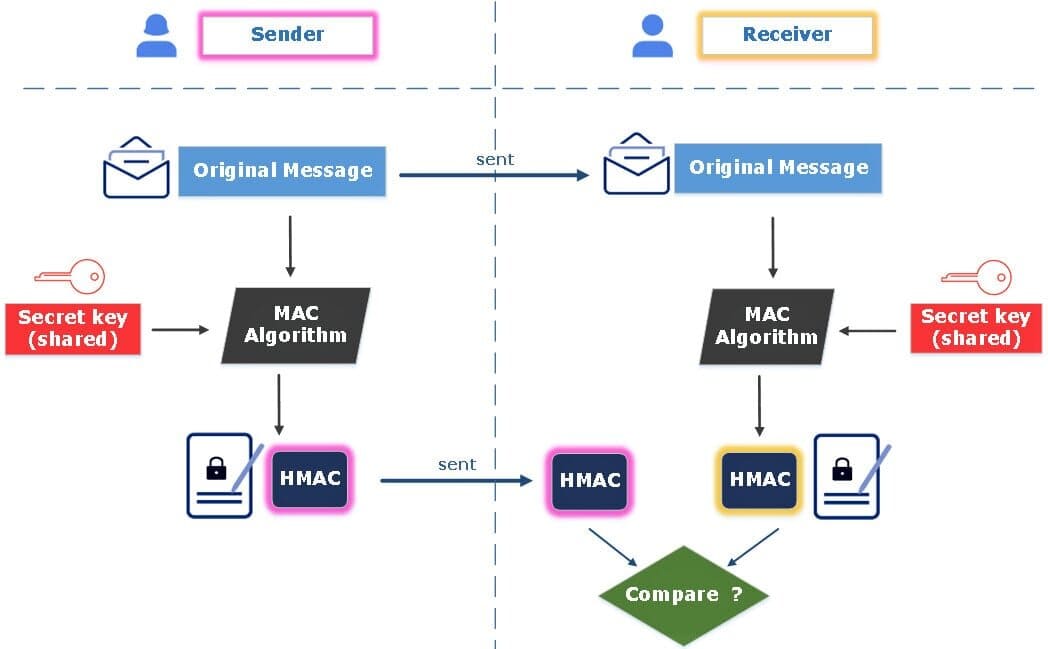 Sender
Receiver
sent
Original Message
Original Message
Secret key
(shared)
MAC
Algorithm
MAC
Algorithm
Secret key
(shared)
sent
HMAC
HMAC
HMAC
Compare ?